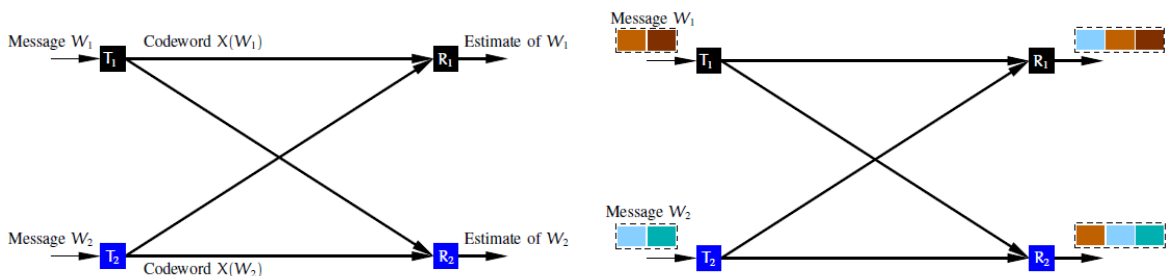 Message W₁
Codeword X(W₁)
Estimate of W₁
T₁
R₁
Message W₂
Estimate of W₂
T₂
R₂
Codeword X(W₂)
Message W₁
T₁
R₁
Message W₂
T₂
R₂